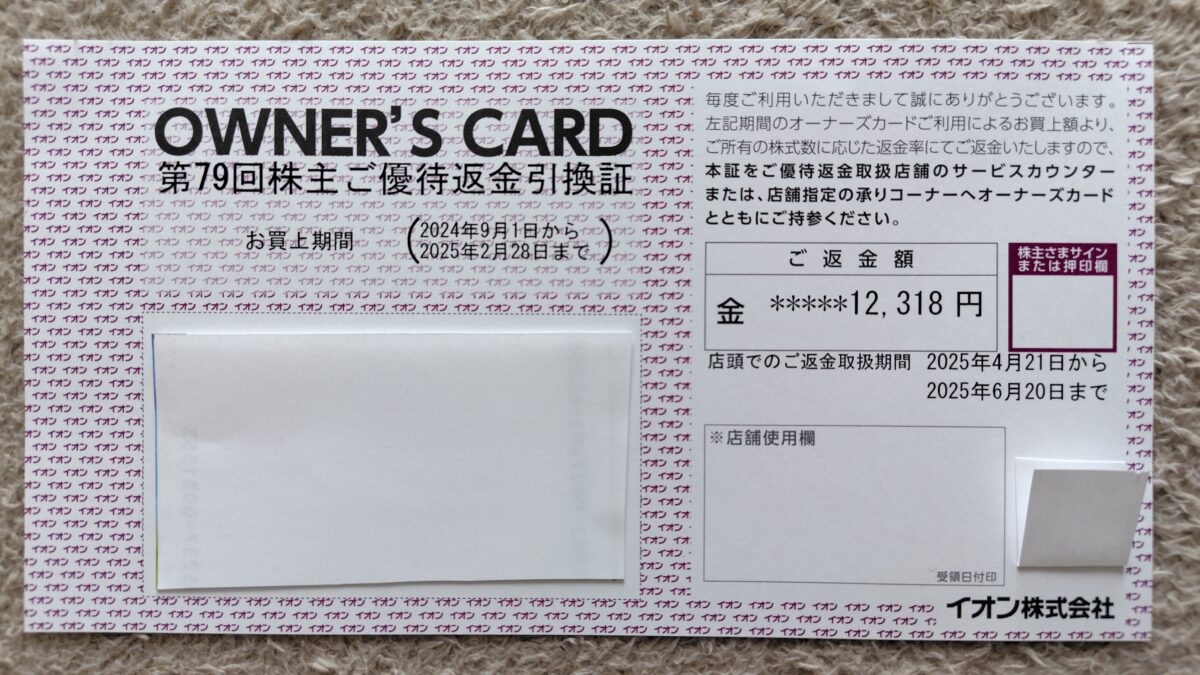 OWNER'S CARD
第79回株主ご優待返金引換証
お買上期間
(2024年9月1日から
2025年2月28日まで)
毎度ご利用いただきまして誠にありがとうございます。
左記期間のオーナーズカードご利用によるお買上額より、
ご所有の株式数に応じた返金率にてご返金いたしますので、
本証をご優待返金取扱店舗のサービスカウンター
または、店舗指定の承りコーナーへオーナーズカード
とともにご持参ください。
ご返金額
金 *****12,318 円
株主さまサイン
または押印欄
店頭でのご返金取扱期間 2025年4月21日から
2025年6月20日まで
※店舗使用欄
受領日付印
イオン株式会社